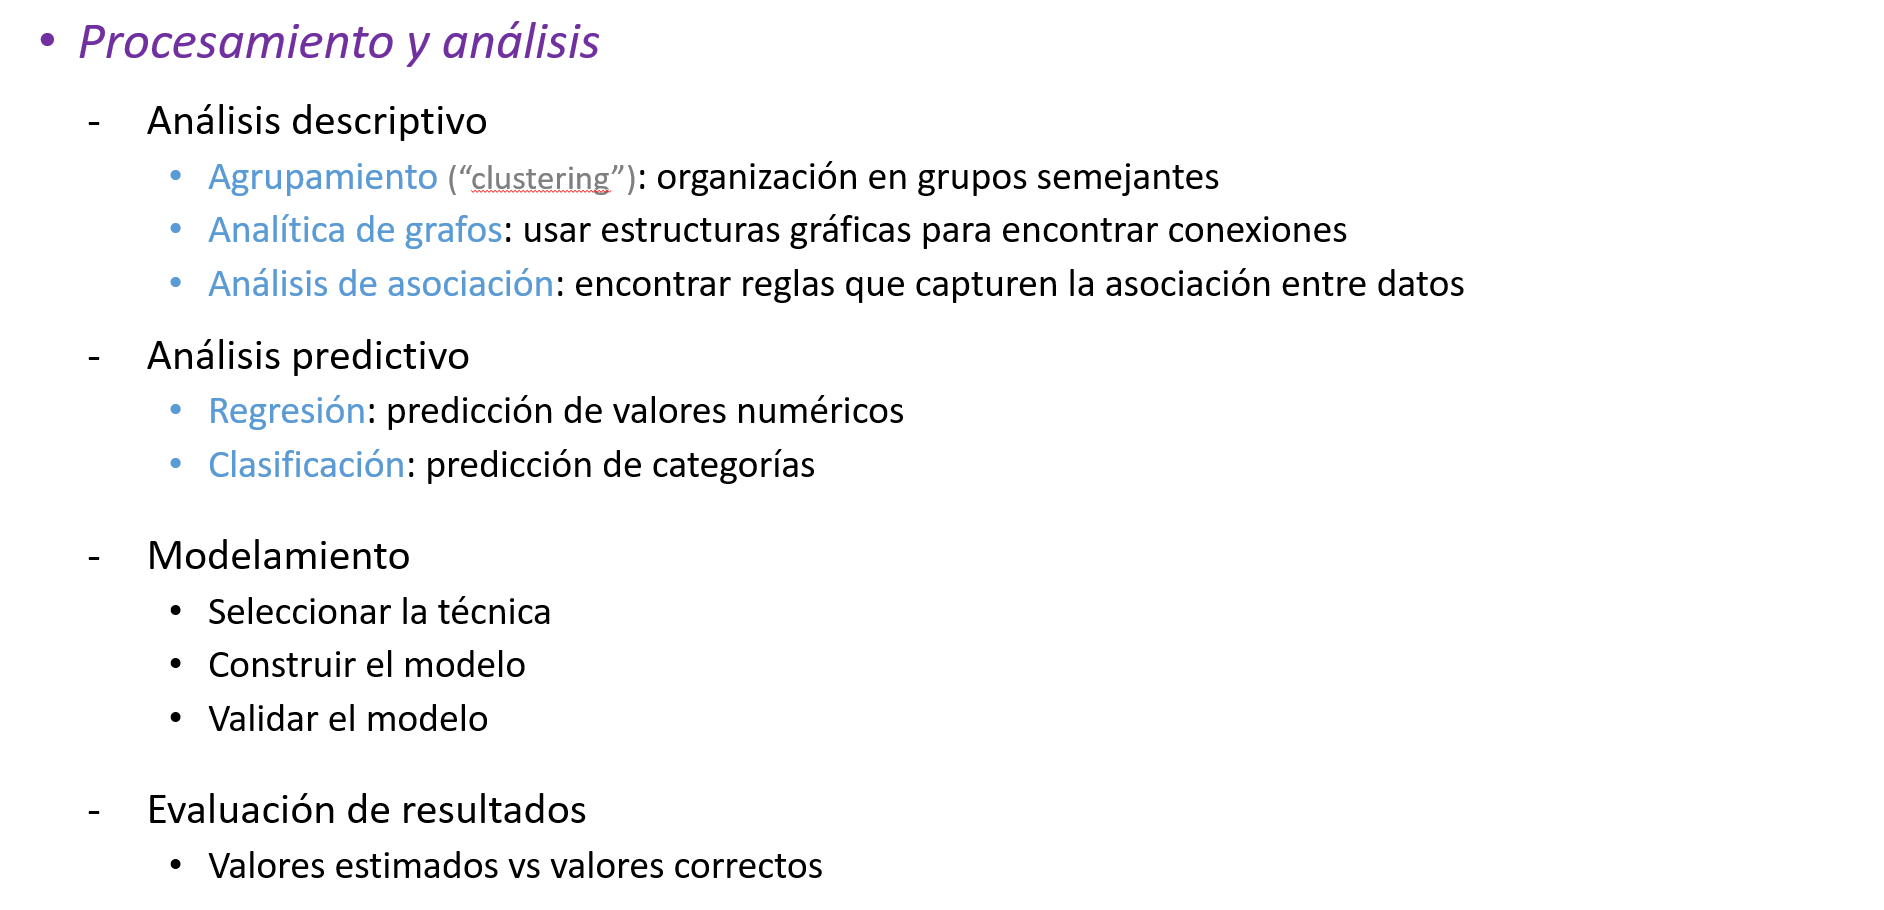 • Procesamiento y análisis
- Análisis descriptivo
• Agrupamiento (“clustering”): organización en grupos semejantes
• Analítica de grafos: usar estructuras gráficas para encontrar conexiones
• Análisis de asociación: encontrar reglas que capturen la asociación entre datos
- Análisis predictivo
• Regresión: predicción de valores numéricos
• Clasificación: predicción de categorías
- Modelamiento
• Seleccionar la técnica
• Construir el modelo
• Validar el modelo
- Evaluación de resultados
• Valores estimados vs valores correctos